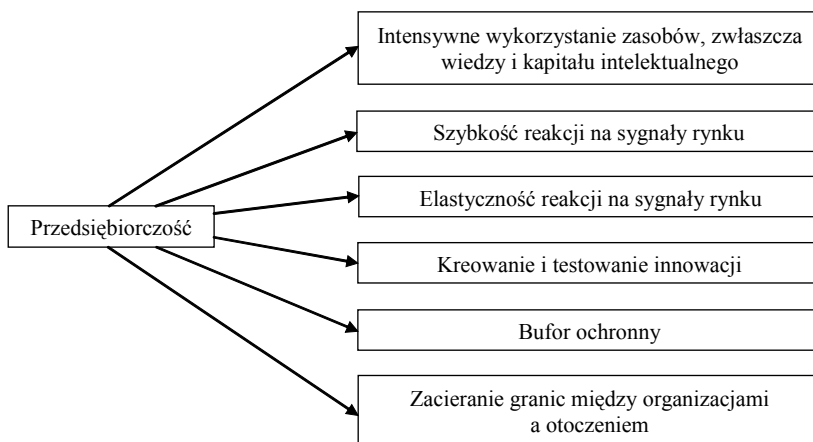 Intensywne wykorzystanie zasobów, zwłaszcza
wiedzy i kapitału intelektualnego
Szybkość reakcji na sygnały rynku
Elastyczność reakcji na sygnały rynku
Przedsiębiorczość
Kreowanie i testowanie innowacji
Bufor ochronny
Zacieranie granic między organizacjami
a otoczeniem